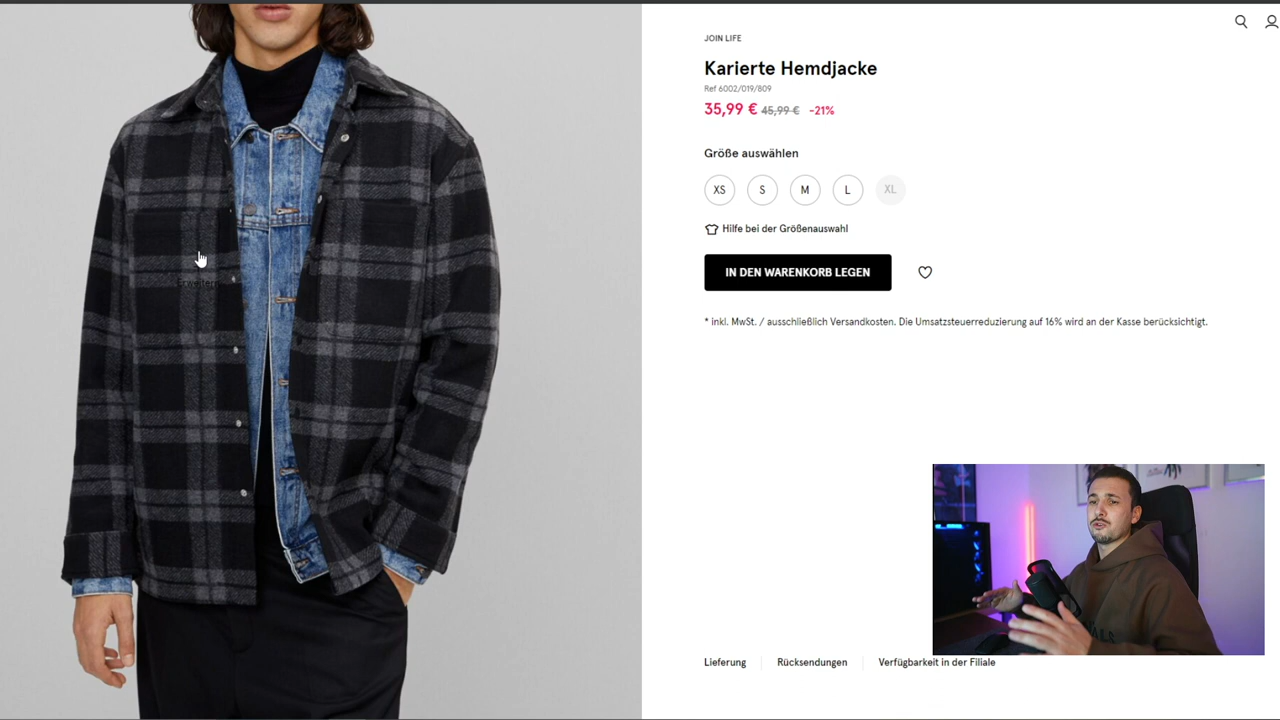 JOIN LIFE
Karierte Hemdjacke
Ref 6002/019/809
35,99 € 45,99 € -21%
Größe auswählen
XS S M L XL
Hilfe bei der Größenauswahl
IN DEN WARENKORB LEGEN
* inkl. MwSt. / ausschließlich Versandkosten. Die Umsatzsteuerreduzierung auf 16% wird an der Kasse berücksichtigt.
Erweitern
Lieferung Rücksendungen Verfügbarkeit in der Filiale